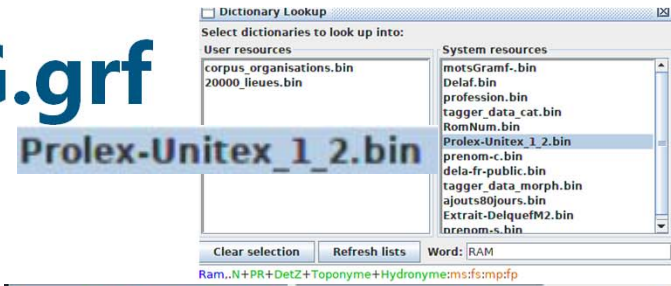 Dictionary Lookup
Select dictionaries to look up into:
User resources
System resources
corpus_organisations.bin
20000_lieues.bin
motsGramf-.bin
Delaf.bin
profession.bin
tagger_data_cat.bin
RomNum.bin
Prolex-Unitex_1_2.bin
prenom-c.bin
dela-fr-public.bin
tagger_data_morph.bin
ajouts80jours.bin
Extrait-DelquefM2.bin
prenom-s.bin
G.grf
Prolex-Unitex_1_2.bin
Clear selection
Refresh lists
Word: RAM
Ram,.N+PR+DetZ+Toponyme+Hydronyme:ms:fs:mp:fp